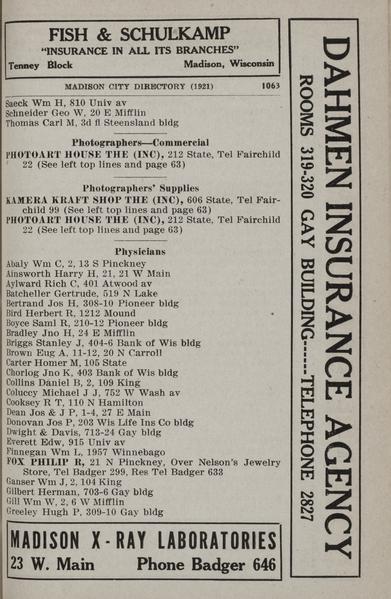 FISH & SCHULKAMP
"INSURANCE IN ALL ITS BRANCHES"
Tenney Block Madison, Wisconsin
MADISON CITY DIRECTORY (1921) 1063
Saeck Wm H, 810 Univ av
Schneider Geo W, 20 E Mifflin
Thomas Carl M, 3d fl Steensland bldg
Photographers—Commercial
PHOTOART HOUSE THE (INC), 212 State, Tel Fairchild
22 (See left top lines and page 63)
Photographers' Supplies
KAMERA KRAFT SHOP THE (INC), 606 State, Tel Fair-
child 99 (See left top lines and page 63)
PHOTOART HOUSE THE (INC), 212 State, Tel Fairchild
22 (See left top lines and page 63)
Physicians
Abaly Wm C, 2, 13 S Pinckney
Ainsworth Harry H, 21, 21 W Main
Aylward Rich C, 401 Atwood av
Batcheller Gertrude, 519 N Lake
Bertrand Jos H, 308-10 Pioneer bldg
Bird Herbert R, 1212 Mound
Boyce Saml R, 210-12 Pioneer bldg
Bradley Jno H, 24 E Mifflin
Briggs Stanley J, 404-6 Bank of Wis bldg
Brown Eug A, 11-12, 20 N Carroll
Carter Homer M, 105 State
Chorlog Jno K, 403 Bank of Wis bldg
Collins Daniel B, 2, 109 King
Coluccy Michael J J, 752 W Wash av
Cooksey R T, 110 N Hamilton
Dean Jos & J P, 1-4, 27 E Main
Donovan Jos P, 203 Wis Life Ins Co bldg
Dwight & Davis, 713-24 Gay bldg
Everett Edw, 915 Univ av
Finnegan Wm L, 1957 Winnebago
FOX PHILIP R, 21 N Pinckney, Over Nelson's Jewelry
Store, Tel Badger 299, Res Tel Badger 633
Ganser Wm J, 2, 104 King
Gilbert Herman, 703-6 Gay bldg
Gill Wm W, 2, 6 W Mifflin
Greeley Hugh P, 309-10 Gay bldg
MADISON X-RAY LABORATORIES
23 W. Main Phone Badger 646
DAHMEN INSURANCE AGENCY
ROOMS 319-320 GAY BUILDING------TELEPHONE 2827